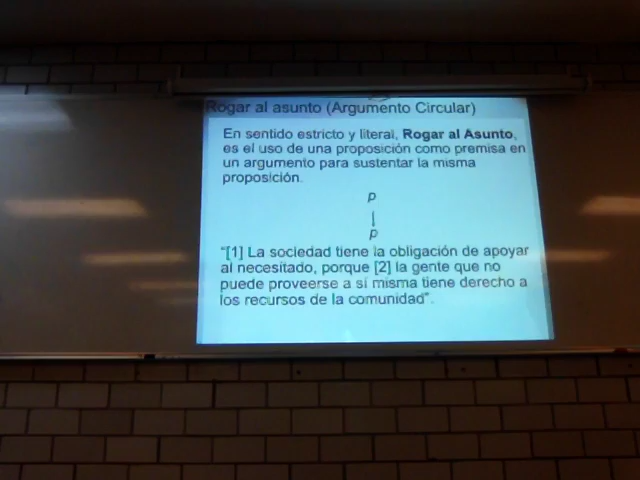 Rogar al asunto (Argumento Circular)
En sentido estricto y literal, Rogar al Asunto,
es el uso de una proposición como premisa en
un argumento para sustentar la misma
proposición.
p
|
p
“[1] La sociedad tiene la obligación de apoyar
al necesitado, porque [2] la gente que no
puede proveerse a sí misma tiene derecho a
los recursos de la comunidad”.